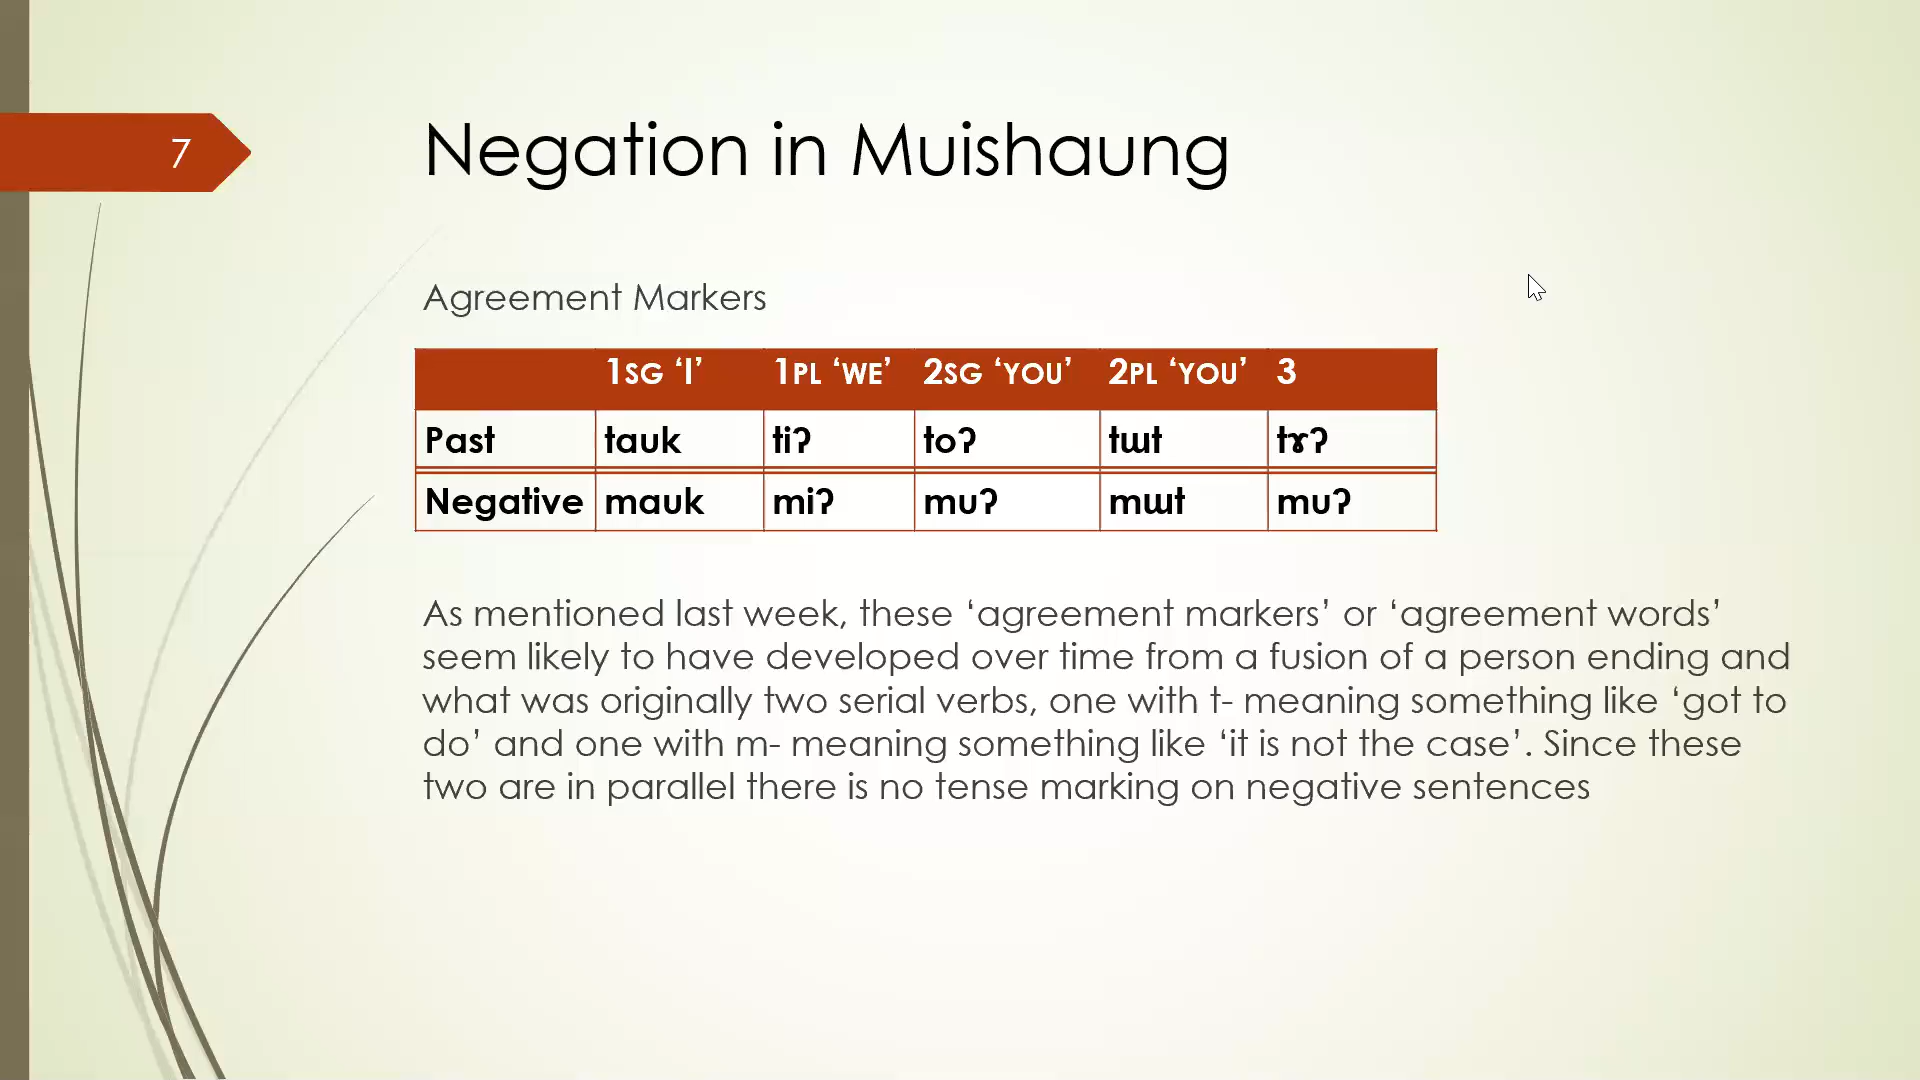 7
Negation in Muishaung
Agreement Markers
1SG ‘I’ 1PL ‘WE’ 2SG ‘YOU’ 2PL ‘YOU’ 3
Past tauk tiʔ toʔ tɯt tɤʔ
Negative mauk miʔ muʔ mɯt muʔ
As mentioned last week, these ‘agreement markers’ or ‘agreement words’
seem likely to have developed over time from a fusion of a person ending and
what was originally two serial verbs, one with t- meaning something like ‘got to
do’ and one with m- meaning something like ‘it is not the case’. Since these
two are in parallel there is no tense marking on negative sentences